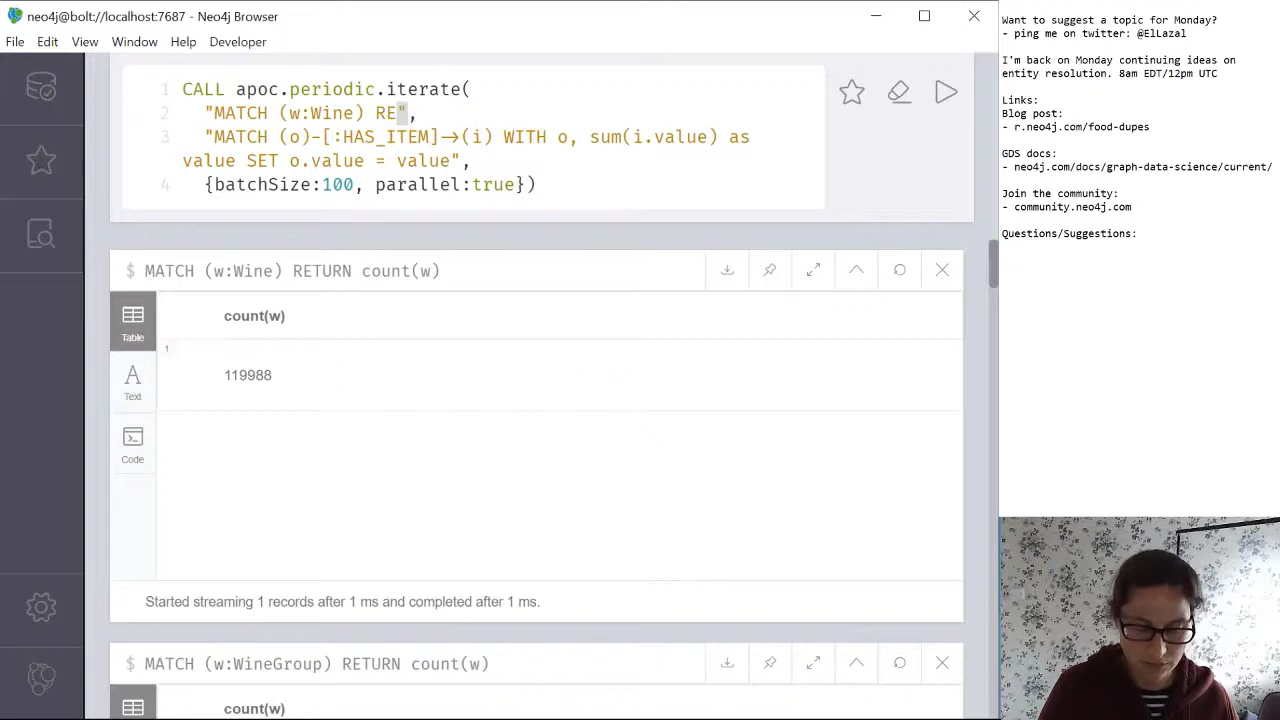 neo4j@bolt://localhost:7687 - Neo4j Browser
File Edit View Window Help Developer
1 CALL apoc.periodic.iterate(
2 "MATCH (w:Wine) RE",
3 "MATCH (o)-[:HAS_ITEM]->(i) WITH o, sum(i.value) as
value SET o.value = value",
4 {batchSize:100, parallel:true})
$ MATCH (w:Wine) RETURN count(w)
Table
Text
Code
count(w)
1
119988
Started streaming 1 records after 1 ms and completed after 1 ms.
$ MATCH (w:WineGroup) RETURN count(w)
count(w)
Want to suggest a topic for Monday?
- ping me on twitter: @ElLazal
I'm back on Monday continuing ideas on
entity resolution. 8am EDT/12pm UTC
Links:
Blog post:
- r.neo4j.com/food-dupes
GDS docs:
- neo4j.com/docs/graph-data-science/current/
Join the community:
- community.neo4j.com
Questions/Suggestions: